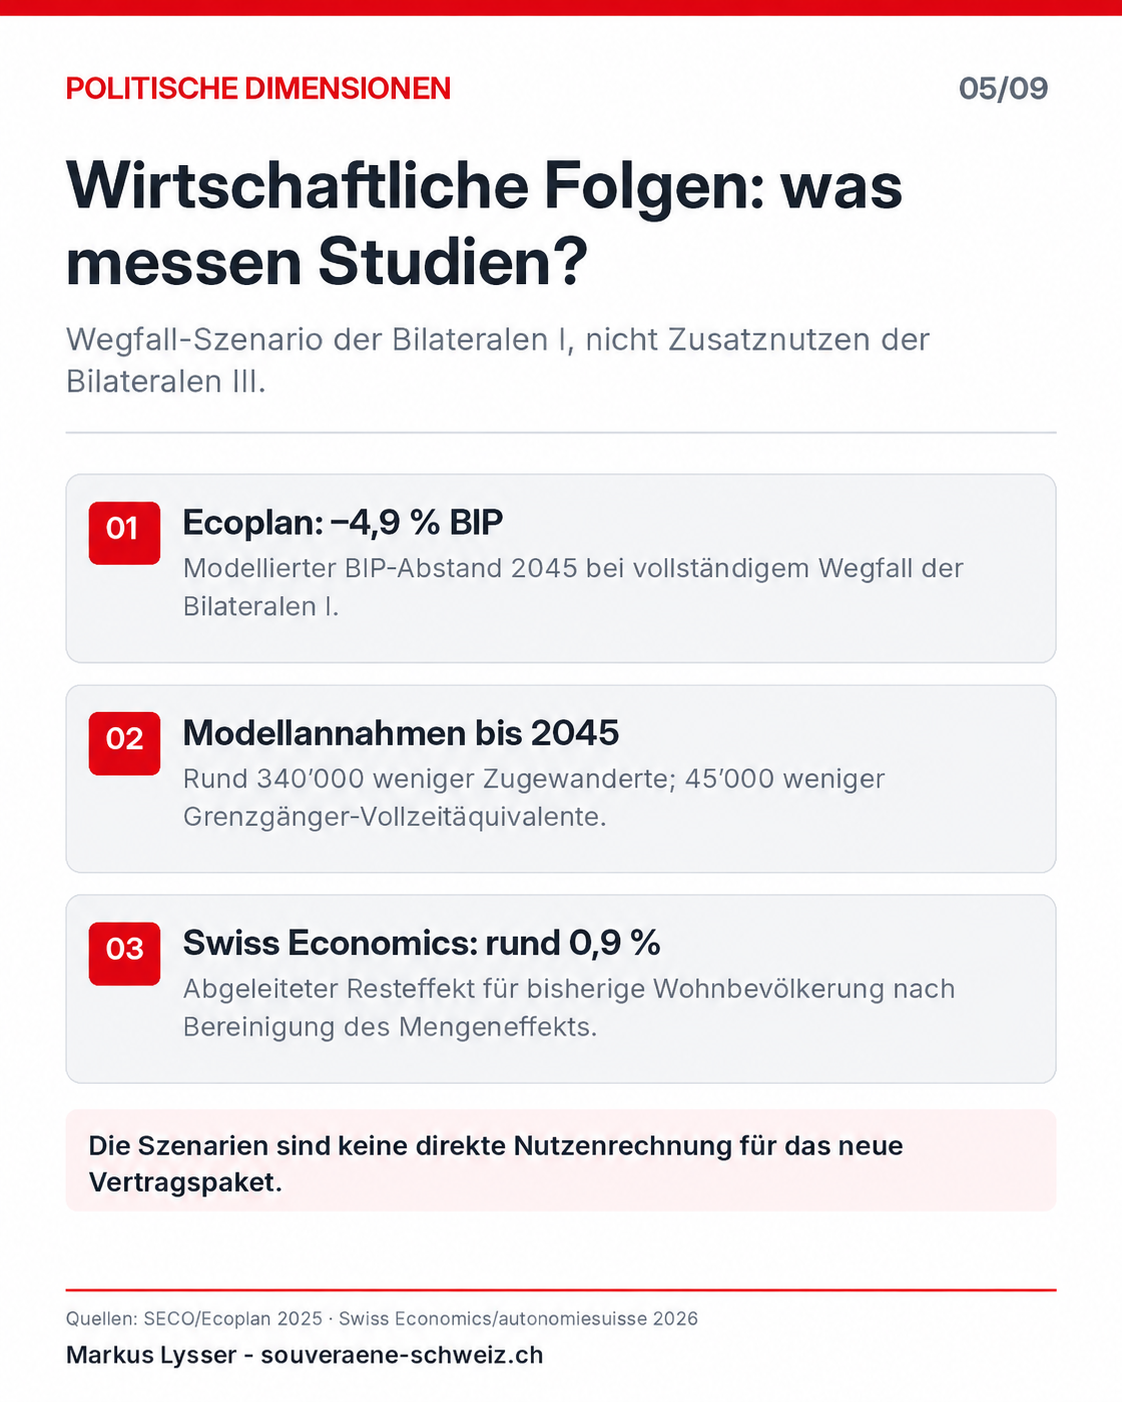 POLITISCHE DIMENSIONEN
05/09
Wirtschaftliche Folgen: was
messen Studien?
Wegfall-Szenario der Bilateralen I, nicht Zusatznutzen der
Bilateralen III.
01
Ecoplan: –4,9 % BIP
Modellierter BIP-Abstand 2045 bei vollständigem Wegfall der
Bilateralen I.
02
Modellannahmen bis 2045
Rund 340’000 weniger Zugewanderte; 45’000 weniger
Grenzgänger-Vollzeitäquivalente.
03
Swiss Economics: rund 0,9 %
Abgeleiteter Resteffekt für bisherige Wohnbevölkerung nach
Bereinigung des Mengeneffekts.
Die Szenarien sind keine direkte Nutzenrechnung für das neue
Vertragspaket.
Quellen: SECO/Ecoplan 2025 · Swiss Economics/autonomiesuisse 2026
Markus Lysser - souveraene-schweiz.ch